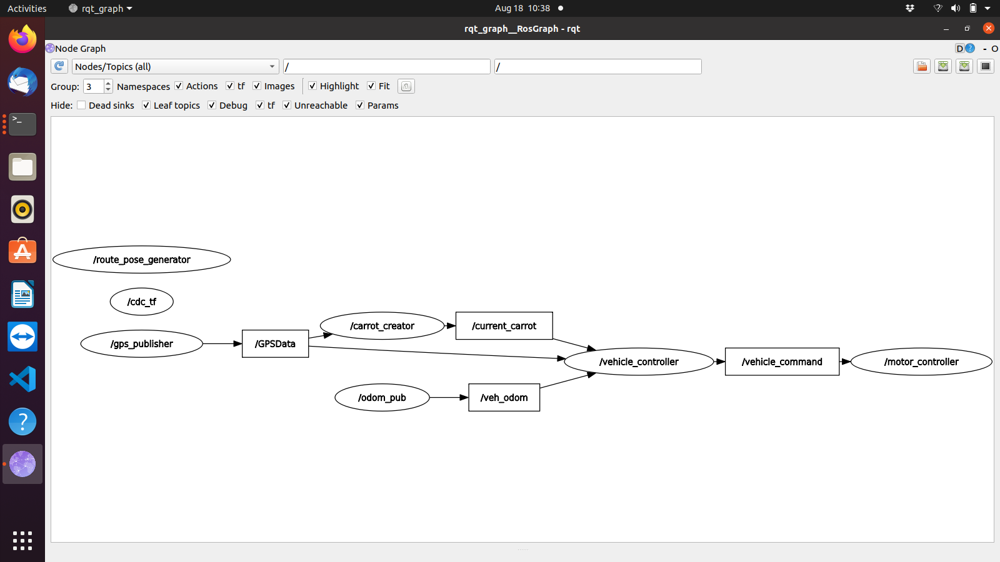 Activities rqt_graph Aug 18 10:38
rqt_graph__RosGraph - rqt
Node Graph D ? - O
Nodes/Topics (all) / /
Group: 3 Namespaces Actions tf Images Highlight Fit
Hide: Dead sinks Leaf topics Debug tf Unreachable Params
/route_pose_generator
/cdc_tf
/carrot_creator /current_carrot
/gps_publisher /GPSData
/vehicle_controller /vehicle_command /motor_controller
/odom_pub /veh_odom